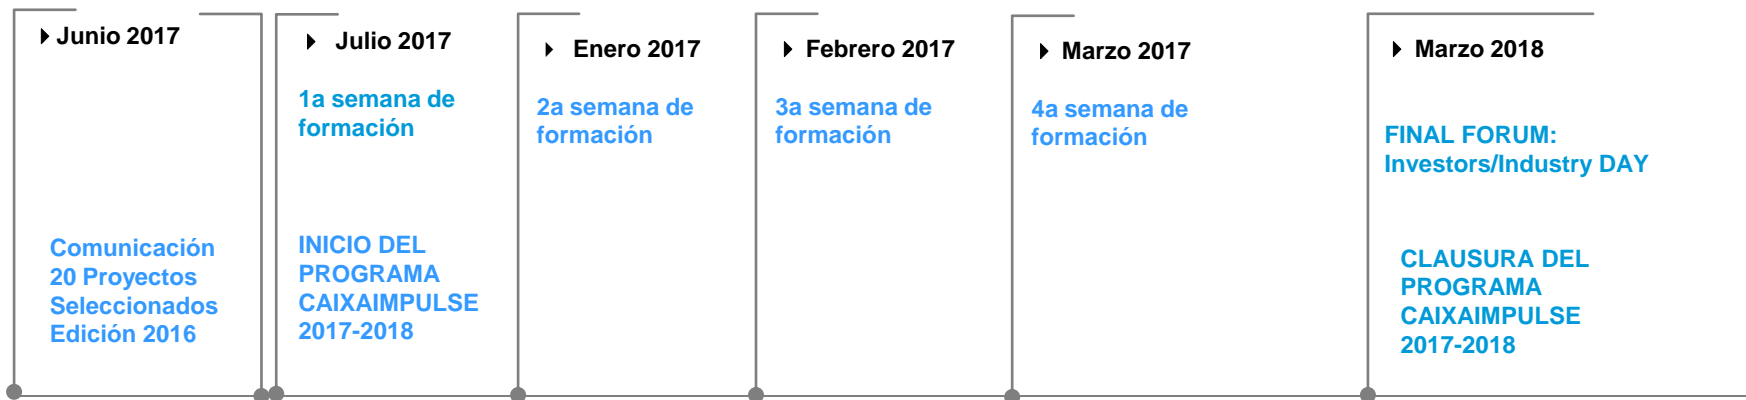 Junio 2017
Comunicación
20 Proyectos
Seleccionados
Edición 2016
Julio 2017
1a semana de
formación
INICIO DEL
PROGRAMA
CAIXAIMPULSE
2017-2018
Enero 2017
2a semana de
formación
Febrero 2017
3a semana de
formación
Marzo 2017
4a semana de
formación
Marzo 2018
FINAL FORUM:
Investors/Industry DAY
CLAUSURA DEL
PROGRAMA
CAIXAIMPULSE
2017-2018